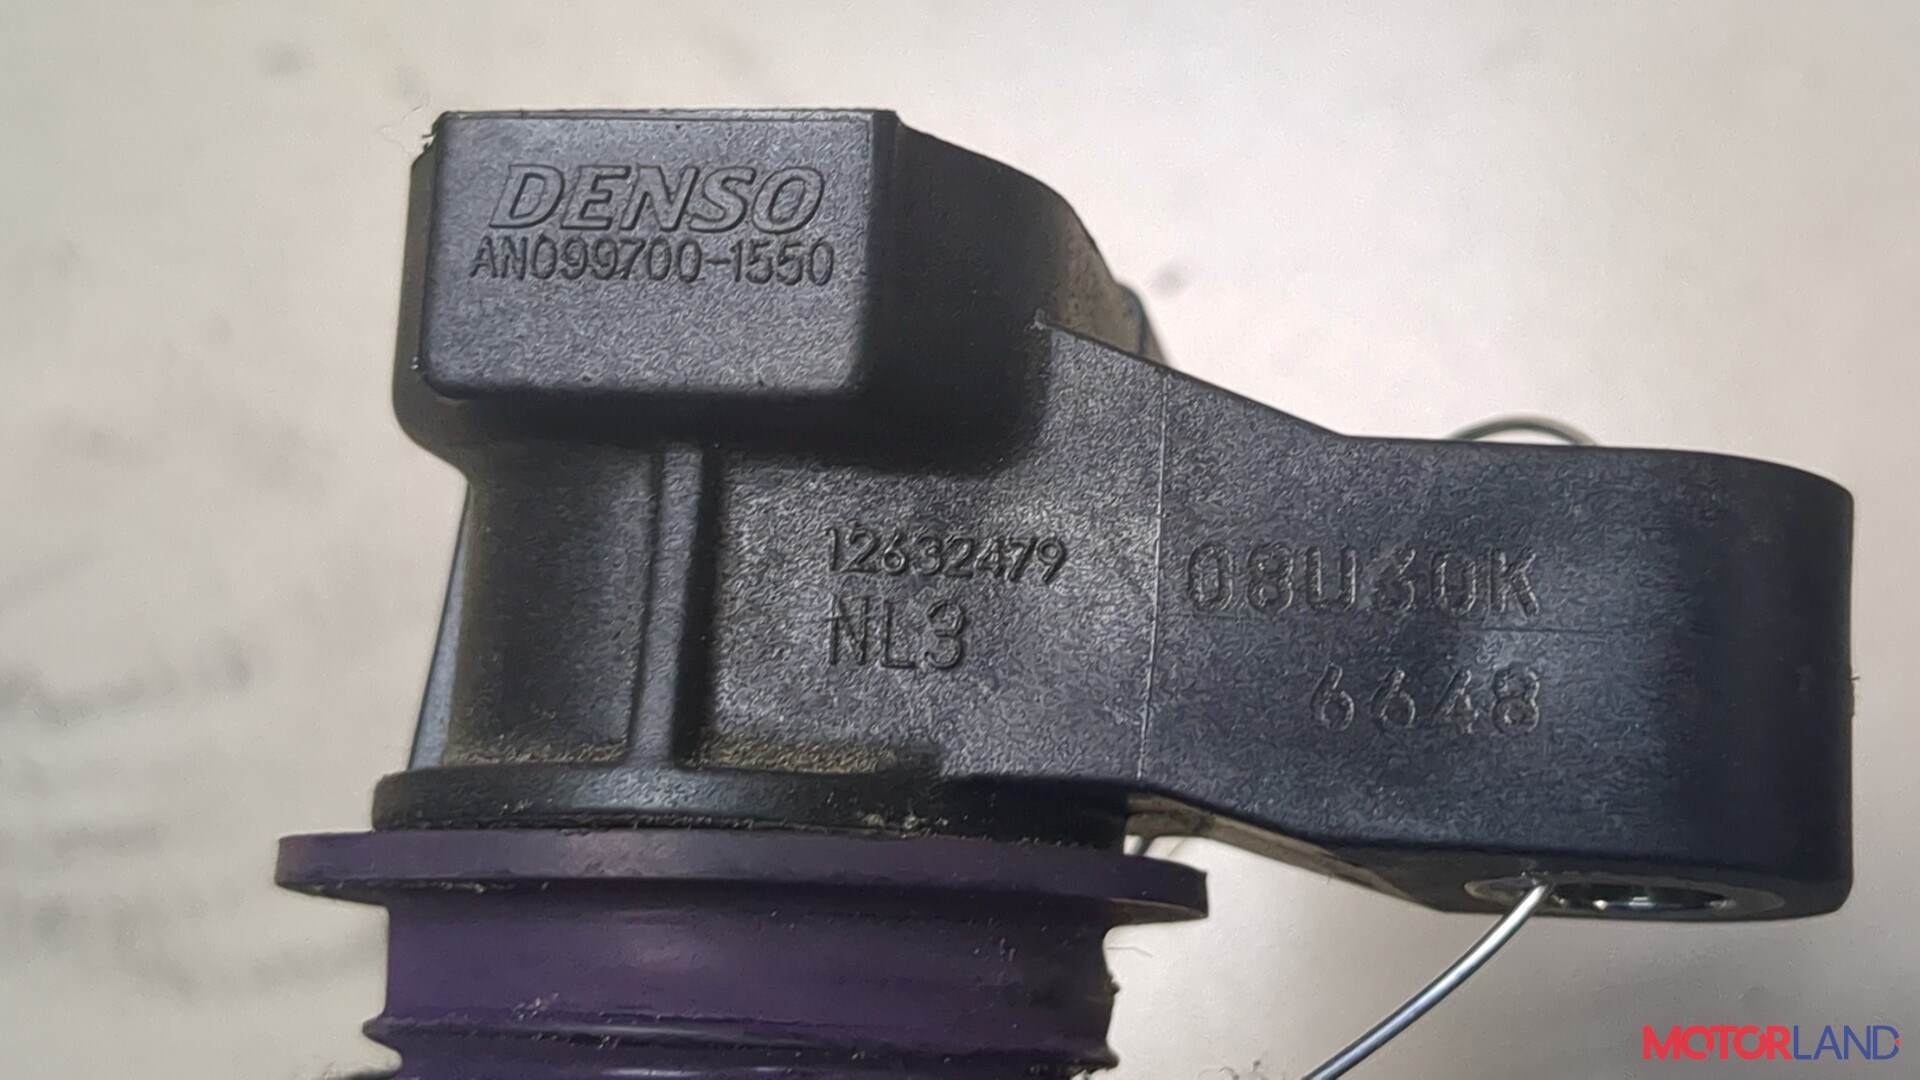 DENSO
AN099700-1550
12632479
NL3
08U30K
6648
MOTORLAND